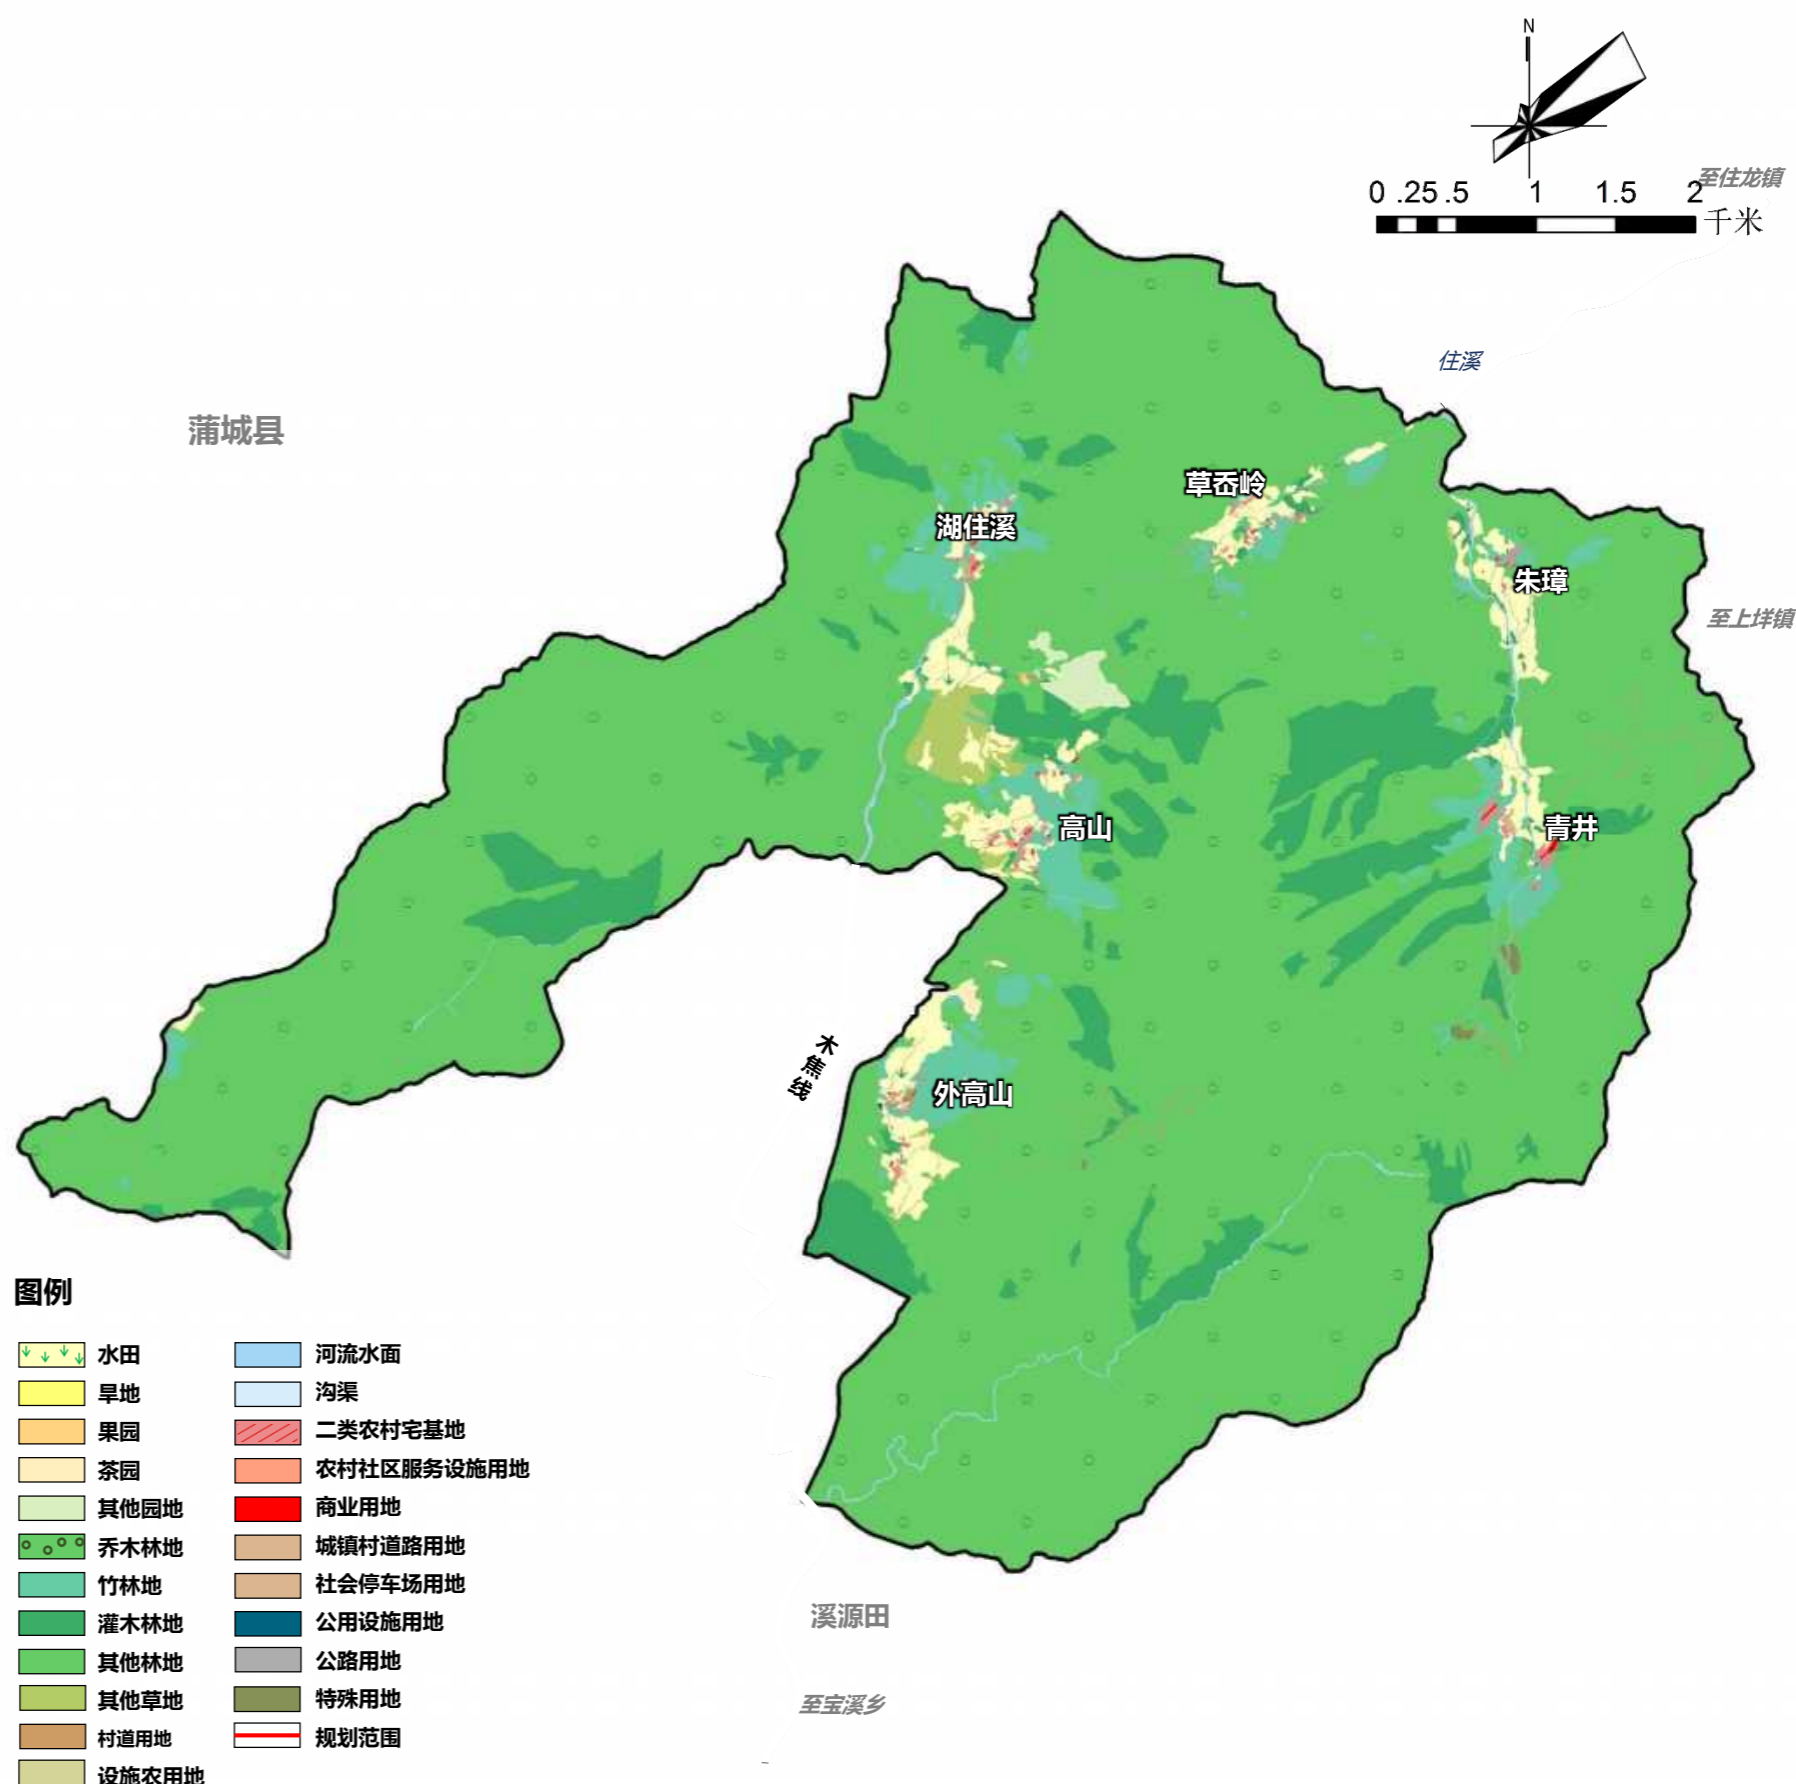 N
至住龙镇
0 .25 .5 1 1.5 2
千米
住溪
蒲城县
草岙岭
湖住溪
朱璋
至上垟镇
高山
青井
木焦线
外高山
图例
水田
河流水面
旱地
沟渠
果园
二类农村宅基地
茶园
农村社区服务设施用地
其他园地
商业用地
乔木林地
城镇村道路用地
竹林地
社会停车场用地
灌木林地
公用设施用地
其他林地
公路用地
其他草地
特殊用地
村道用地
规划范围
设施农用地
溪源田
至宝溪乡